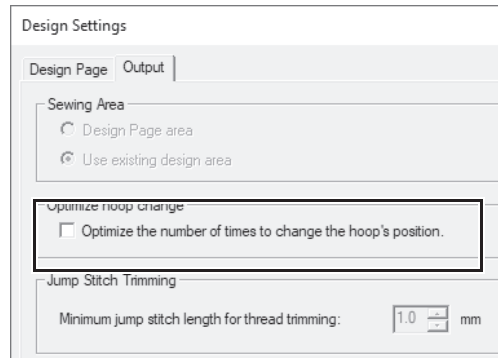 Design Settings
Design Page Output
Sewing Area
Design Page area
Use existing design area
Optimize hoop change
Optimize the number of times to change the hoop's position.
Jump Stitch Trimming
Minimum jump stitch length for thread trimming: 1.0 mm